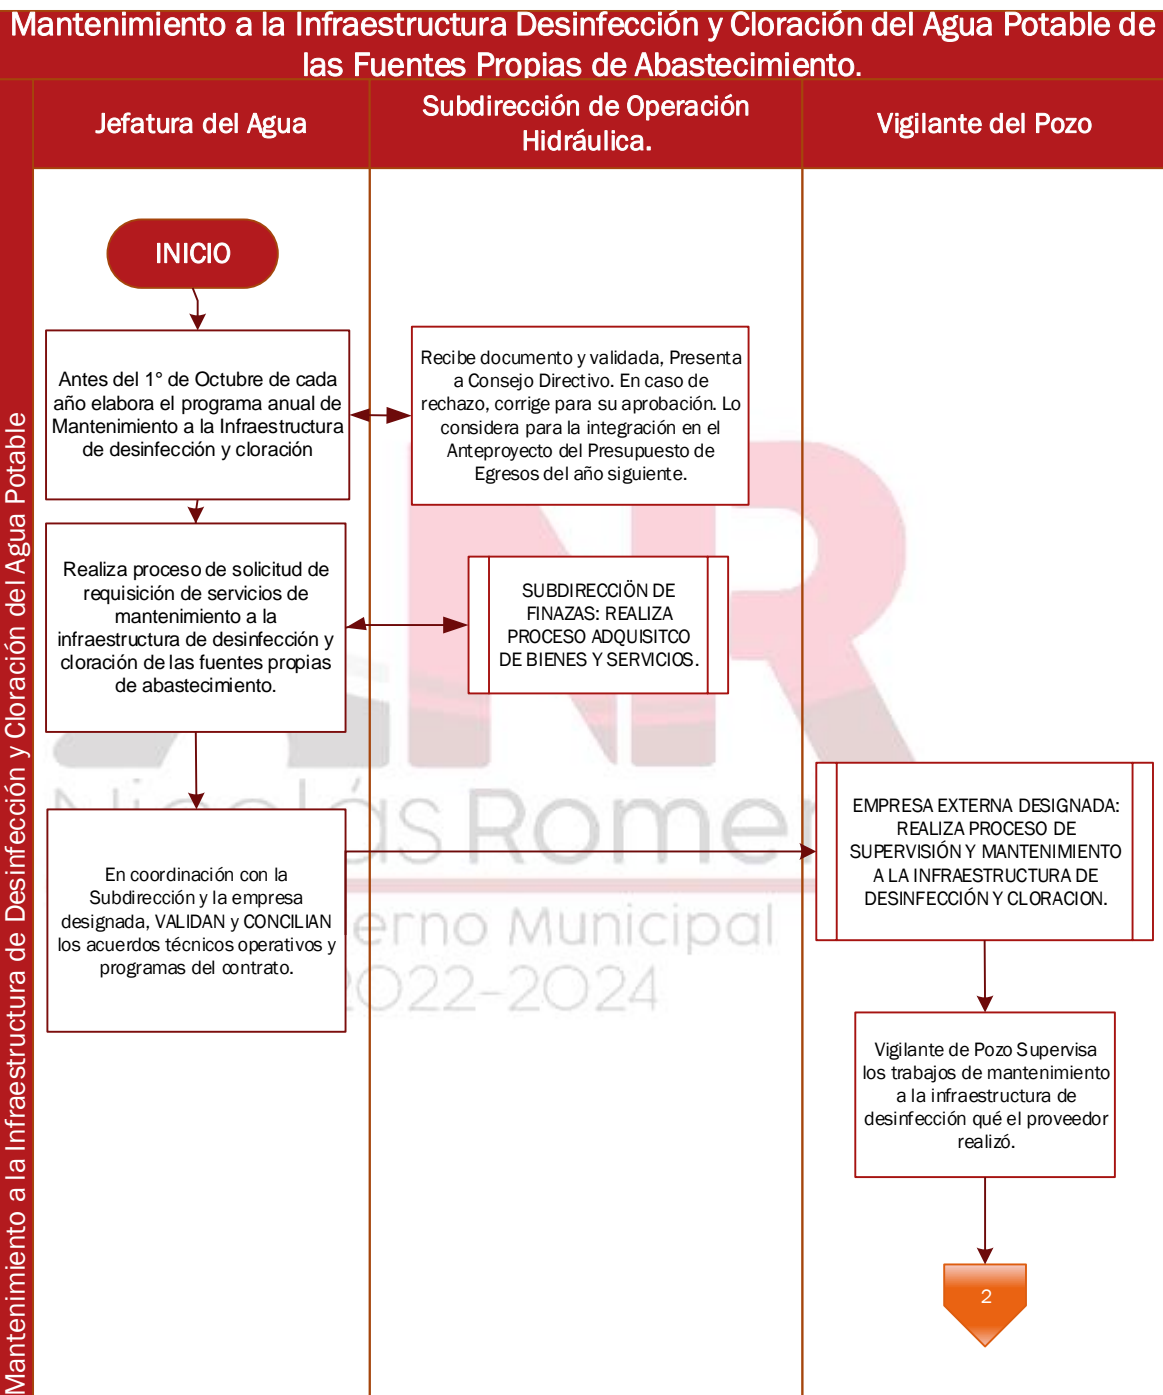 Mantenimiento a la Infraestructura Desinfección y Cloración del Agua Potable de
las Fuentes Propias de Abastecimiento.
Mantenimiento a la Infraestructura de Desinfección y Cloración del Agua Potable
Jefatura del Agua
Subdirección de Operación
Hidráulica.
Vigilante del Pozo
INICIO
Antes del 1° de Octubre de cada
año elabora el programa anual de
Mantenimiento a la Infraestructura
de desinfección y cloración
Recibe documento y validada, Presenta
a Consejo Directivo. En caso de
rechazo, corrige para su aprobación. Lo
considera para la integración en el
Anteproyecto del Presupuesto de
Egresos del año siguiente.
Realiza proceso de solicitud de
requisición de servicios de
mantenimiento a la
infraestructura de desinfección y
cloración de las fuentes propias
de abastecimiento.
SUBDIRECCIÖN DE
FINAZAS: REALIZA
PROCESO ADQUISITCO
DE BIENES Y SERVICIOS.
En coordinación con la
Subdirección y la empresa
designada, VALIDAN y CONCILIAN
los acuerdos técnicos operativos y
programas del contrato.
EMPRESA EXTERNA DESIGNADA:
REALIZA PROCESO DE
SUPERVISIÓN Y MANTENIMIENTO
A LA INFRAESTRUCTURA DE
DESINFECCIÓN Y CLORACION.
Vigilante de Pozo Supervisa
los trabajos de mantenimiento
a la infraestructura de
desinfección qué el proveedor
realizó.
2
NR
Nicolás Romer
erno Municipal
2022-2024